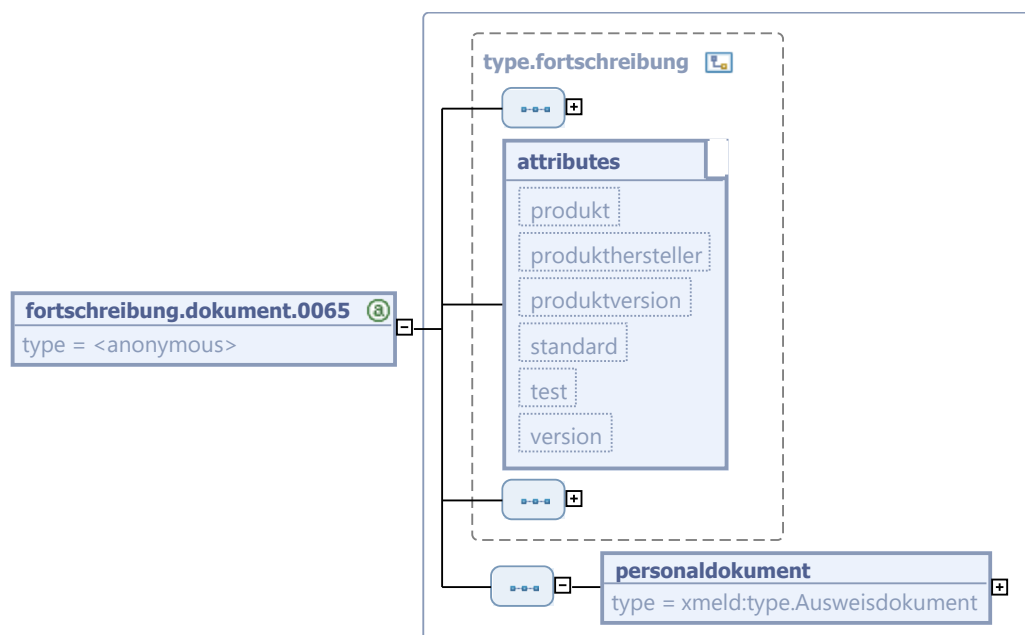 type.fortschreibung
attributes
produkt
produkthersteller
produktversion
fortschreibung.dokument.0065 a
type = <anonymous>
standard
test
version
personaldokument
type = xmeld:type.Ausweisdokument